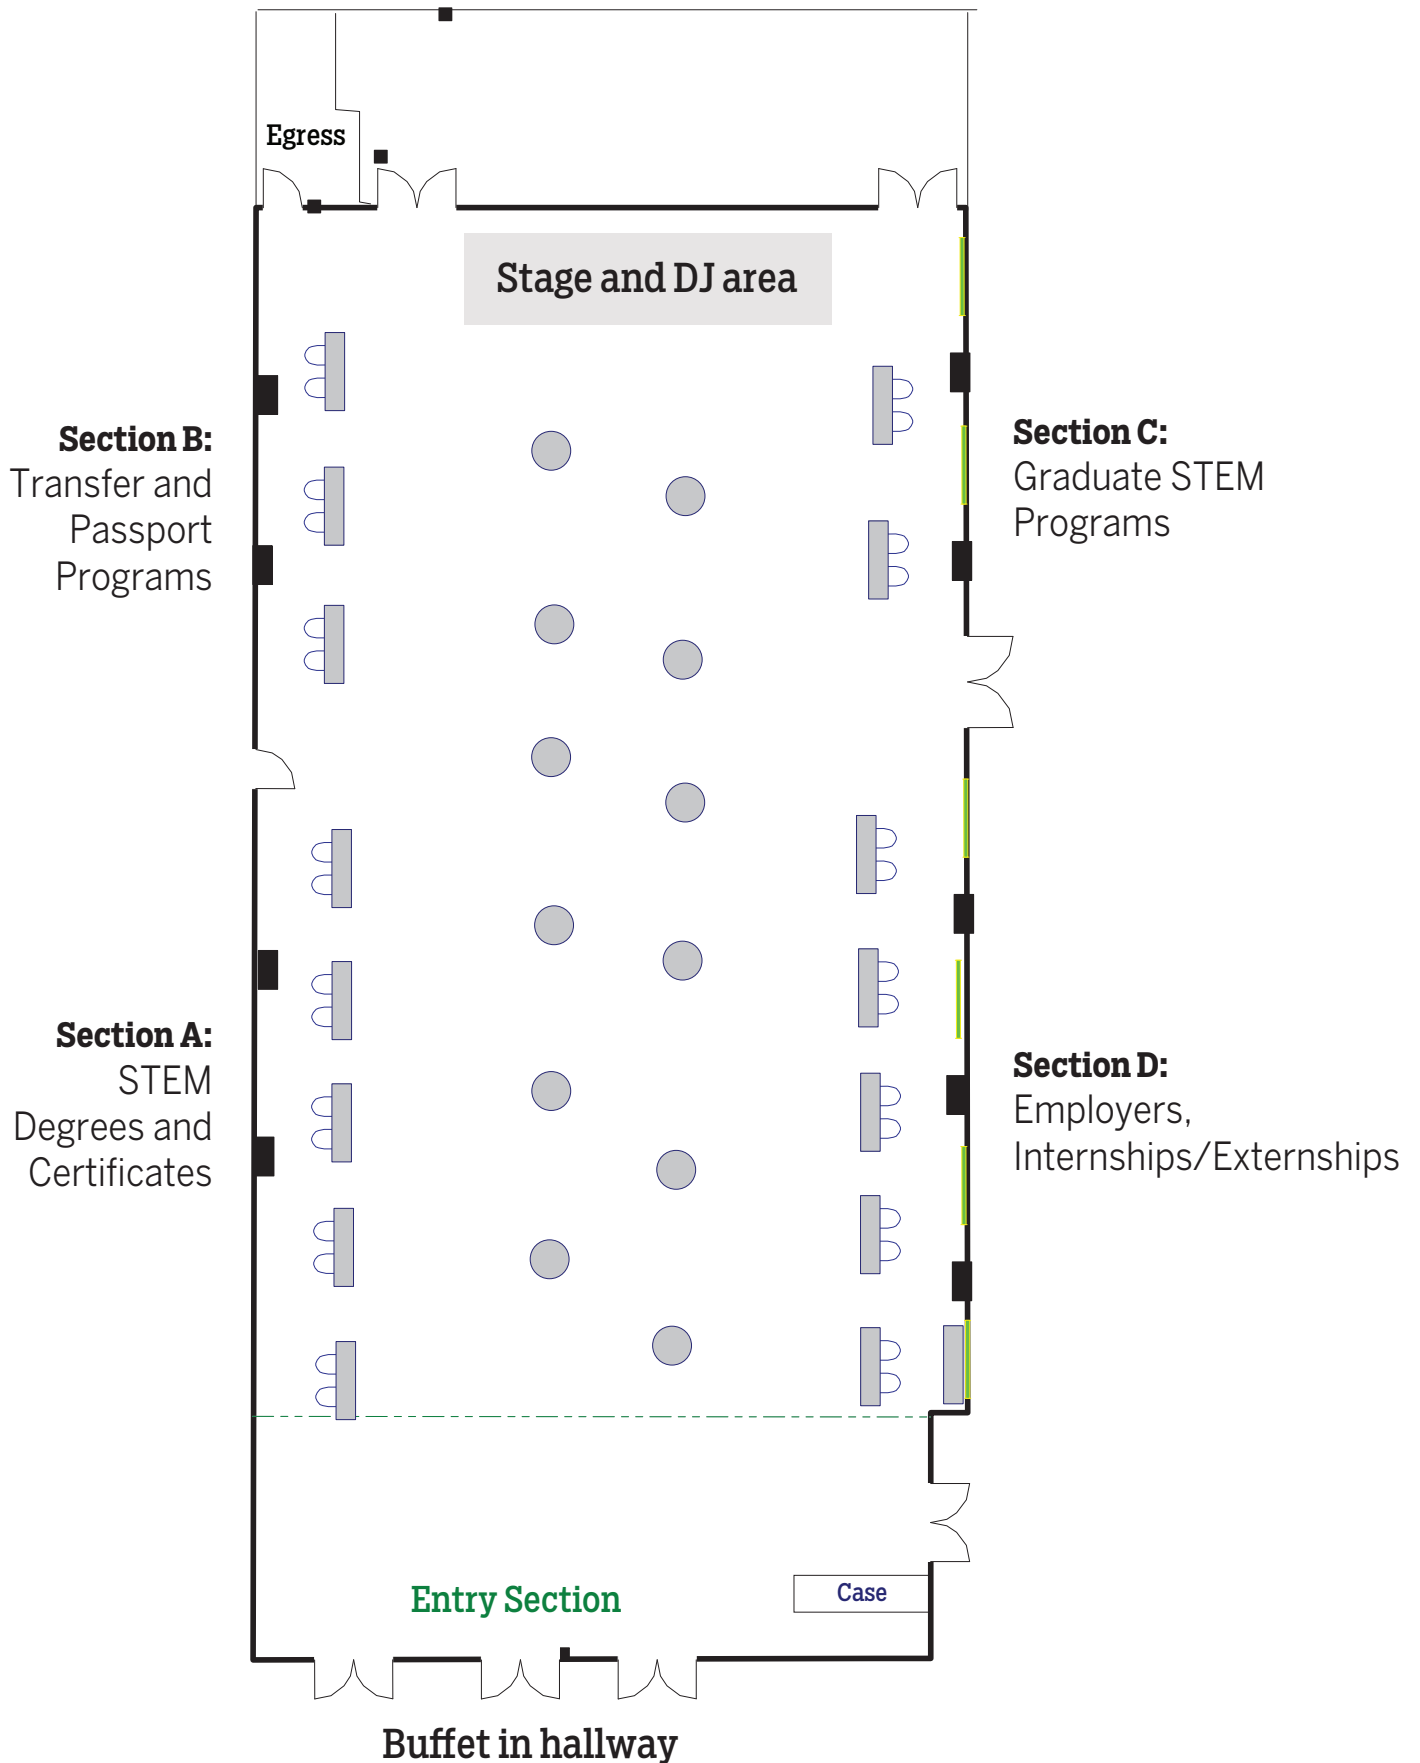 Egress
Stage and DJ area
Section B:
Transfer and
Passport
Programs
Section C:
Graduate STEM
Programs
Section A:
STEM
Degrees and
Certificates
Section D:
Employers,
Internships/Externships
Entry Section
Case
Buffet in hallway